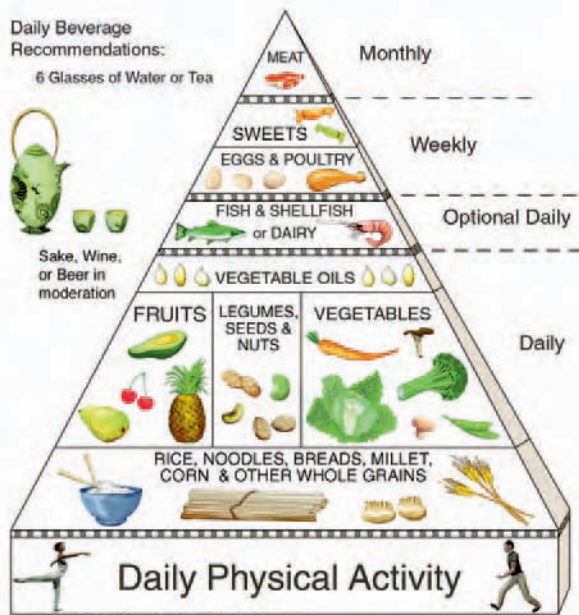 Daily Beverage
Recommendations:
6 Glasses of Water or Tea
Sake, Wine,
or Beer in
moderation
MEAT
Monthly
SWEETS
EGGS & POULTRY
Weekly
FISH & SHELLFISH
or DAIRY
Optional Daily
VEGETABLE OILS
FRUITS
LEGUMES,
SEEDS &
NUTS
VEGETABLES
Daily
RICE, NOODLES, BREADS, MILLET,
CORN & OTHER WHOLE GRAINS
Daily Physical Activity